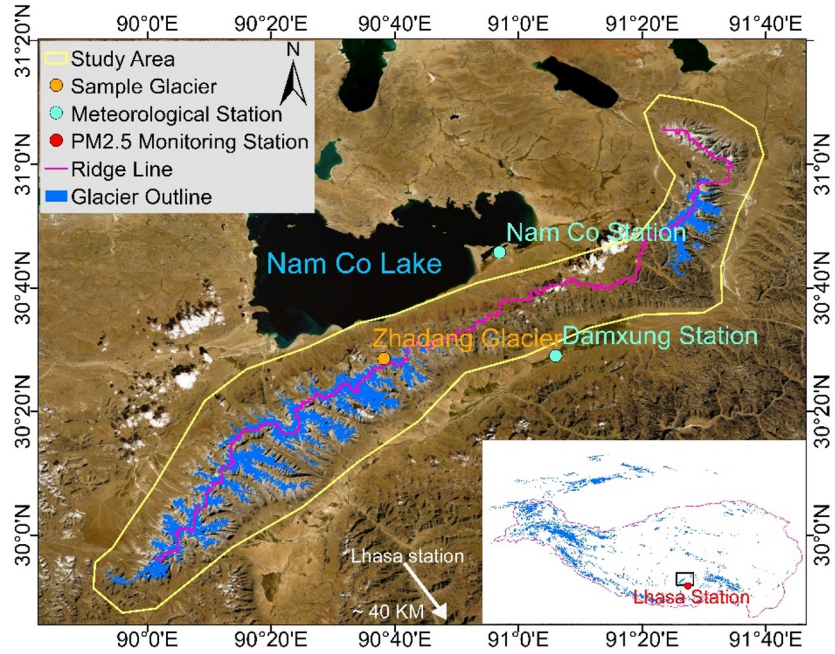 90°0'E 90°20'E 90°40'E 91°0'E 91°20'E 91°40'E
31°20'N
31°0'N
30°40'N
30°20'N
30°0'N
Study Area
Sample Glacier
Meteorological Station
PM2.5 Monitoring Station
Ridge Line
Glacier Outline
N
Nam Co Station
Nam Co Lake
Zhadang Glacier
Damxung Station
Lhasa station
~ 40 KM
Lhasa Station
31°20'N
31°0'N
30°40'N
30°20'N
30°0'N
90°0'E 90°20'E 90°40'E 91°0'E 91°20'E 91°40'E